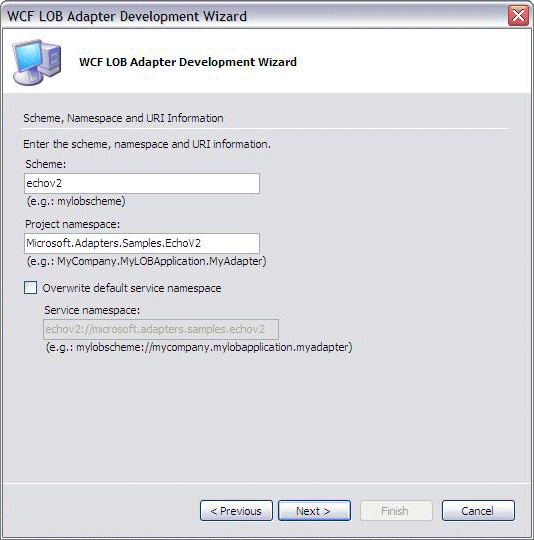 WCF LOB Adapter Development Wizard
WCF LOB Adapter Development Wizard
Scheme, Namespace and URI Information
Enter the scheme, namespace and URI information.
Scheme:
echov2
(e.g.: mylobscheme)
Project namespace:
Microsoft.Adapters.Samples.EchoV2
(e.g.: MyCompany.MyLOBApplication.MyAdapter)
Overwrite default service namespace
Service namespace:
echov2://microsoft.adapters.samples.echov2
(e.g.: mylobscheme://mycompany.mylobapplication.myadapter)
< Previous Next > Finish Cancel